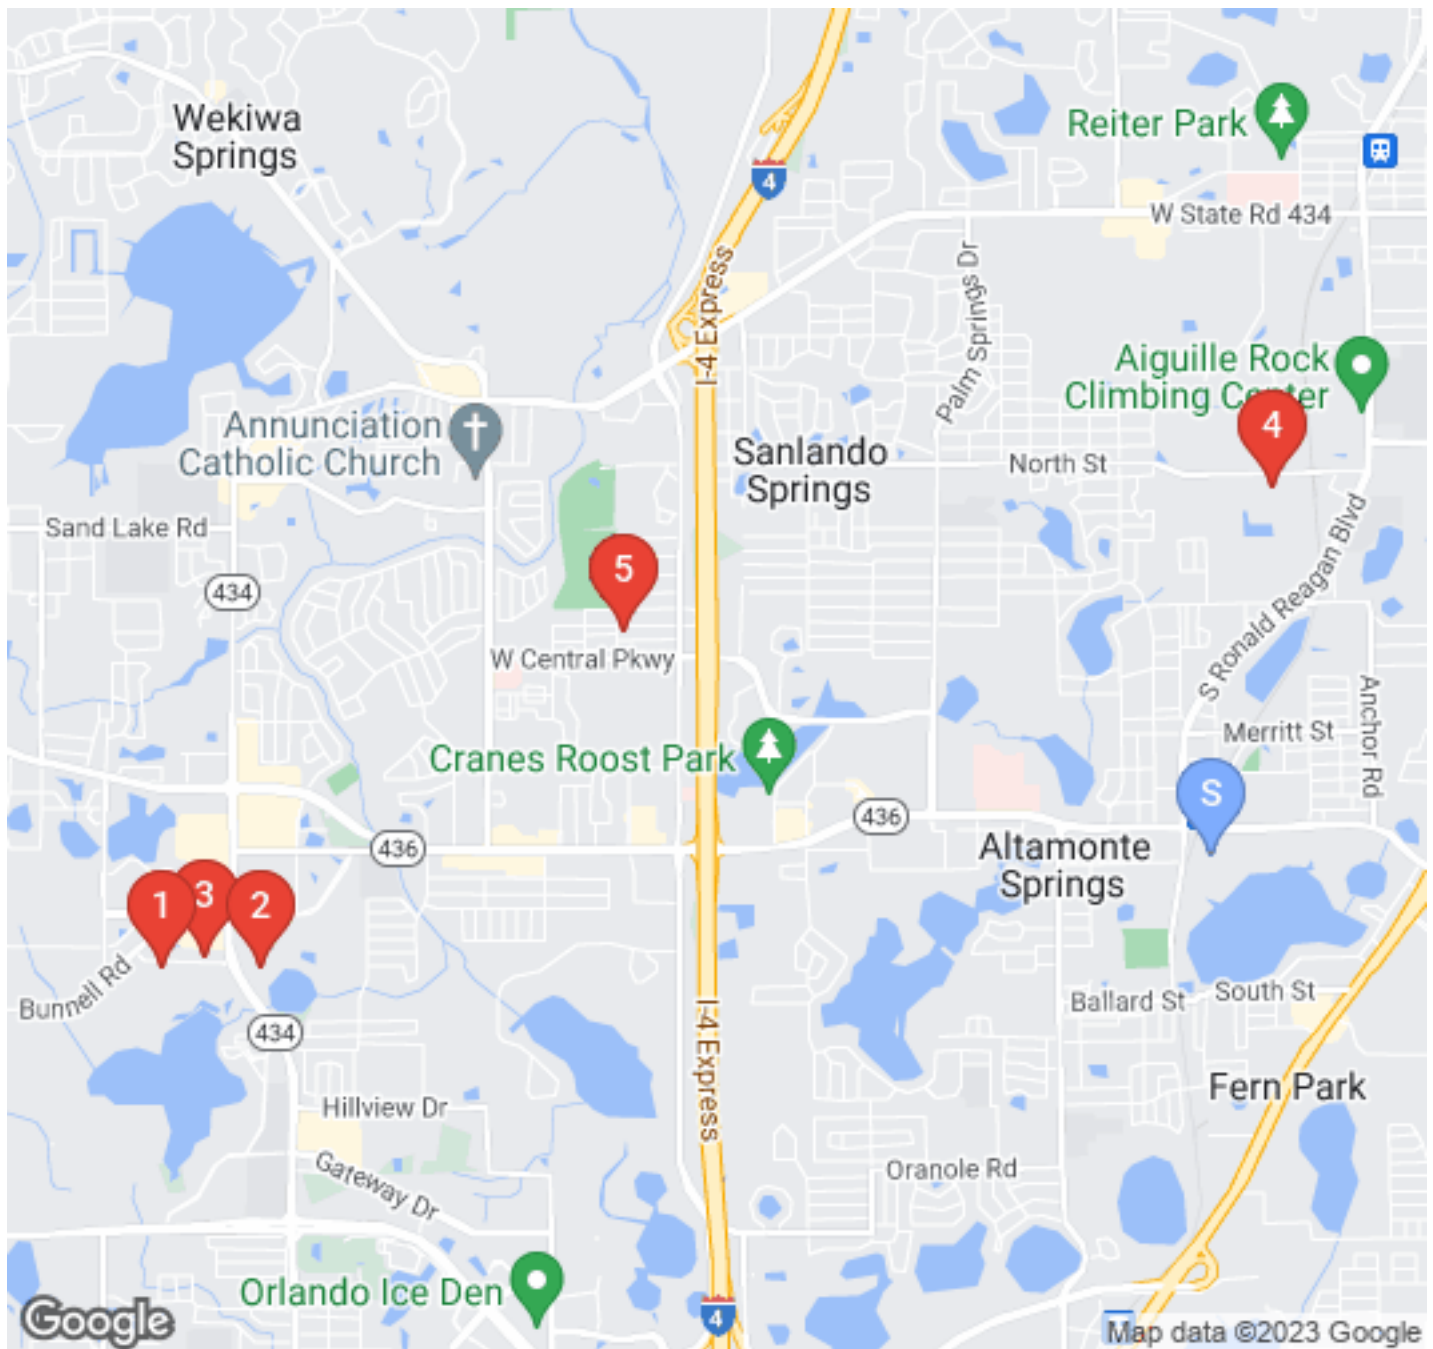 Wekiwa
Springs
Reiter Park
4
W State Rd 434
I-4 Express
Palm Springs Dr
Aiguille Rock
Climbing Center
4
Annunciation
Catholic Church
Sanlando
Springs
North St
Sand Lake Rd
5
434
S Ronald Reagan Blvd
W Central Pkwy
Anchor Rd
Merritt St
Cranes Roost Park
S
436
436
Altamonte
Springs
1
3
2
Bunnell Rd
Ballard St
South St
434
I-4 Express
Fern Park
Hillview Dr
Gateway Dr
Oranole Rd
Orlando Ice Den
4
Google
Map data ©2023 Google